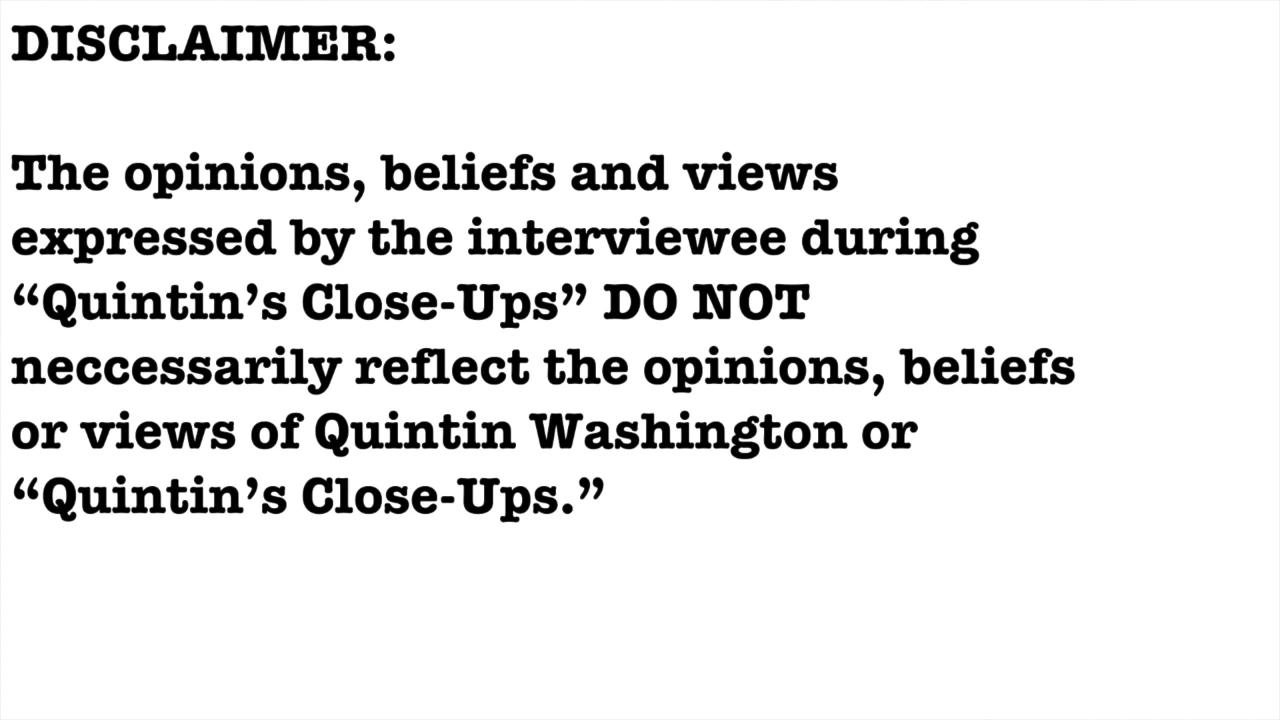 DISCLAIMER:
The opinions, beliefs and views
expressed by the interviewee during
“Quintin’s Close-Ups” DO NOT
neccessarily reflect the opinions, beliefs
or views of Quintin Washington or
“Quintin’s Close-Ups.”